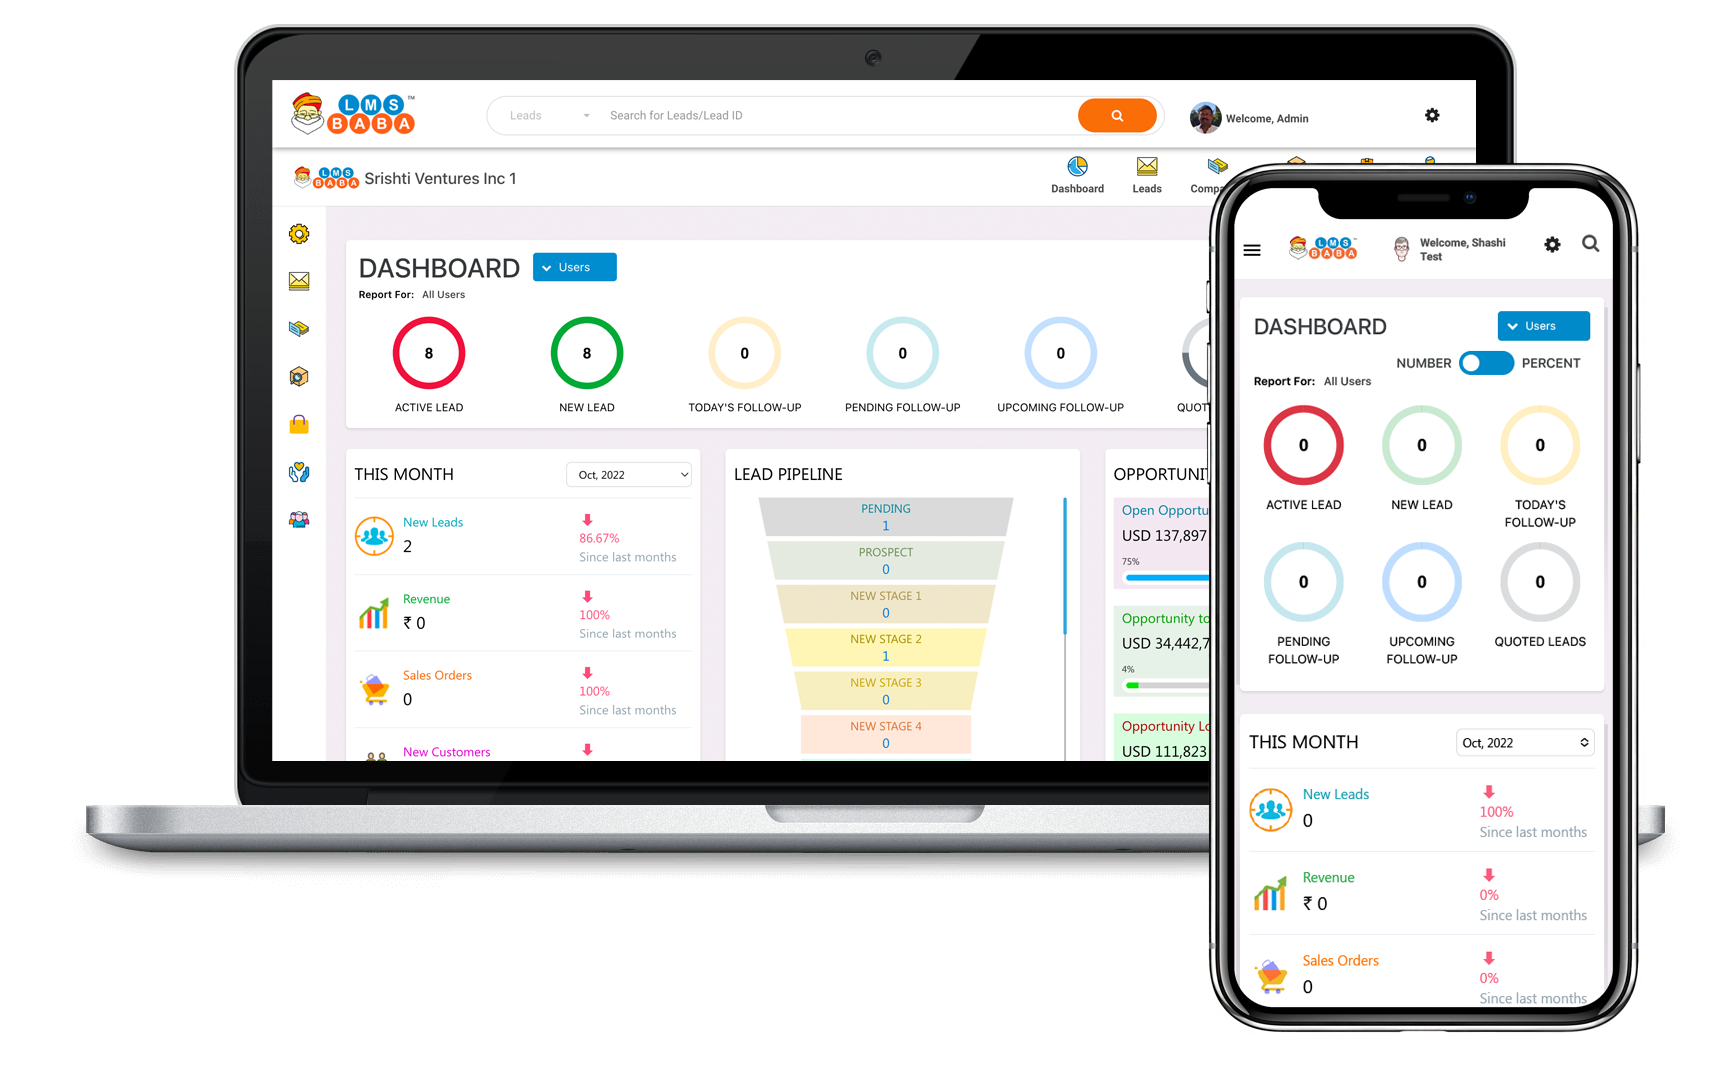 LMS™
BABA
Leads
Search for Leads/Lead ID
Welcome, Admin
LMS
BABA
Srishti Ventures Inc 1
Dashboard
Leads
Compa
DASHBOARD
Users
Report For: All Users
8
8
0
0
0
ACTIVE LEAD
NEW LEAD
TODAY'S FOLLOW-UP
PENDING FOLLOW-UP
UPCOMING FOLLOW-UP
QUOT
THIS MONTH
Oct, 2022
New Leads
2
86.67%
Since last months
Revenue
₹ 0
100%
Since last months
Sales Orders
0
100%
Since last months
New Customers
LEAD PIPELINE
PENDING
1
PROSPECT
0
NEW STAGE 1
0
NEW STAGE 2
1
NEW STAGE 3
0
NEW STAGE 4
0
OPPORTUNI
Open Opportu
USD 137,897
75%
Opportunity to
USD 34,442,7
4%
Opportunity Lo
USD 111,823
LMS
BABA
Welcome, Shashi
Test
DASHBOARD
Users
NUMBER
PERCENT
Report For: All Users
0
0
0
ACTIVE LEAD
NEW LEAD
TODAY'S
FOLLOW-UP
0
0
0
PENDING
FOLLOW-UP
UPCOMING
FOLLOW-UP
QUOTED LEADS
THIS MONTH
Oct, 2022
New Leads
0
100%
Since last months
Revenue
₹ 0
0%
Since last months
Sales Orders
0
0%
Since last months